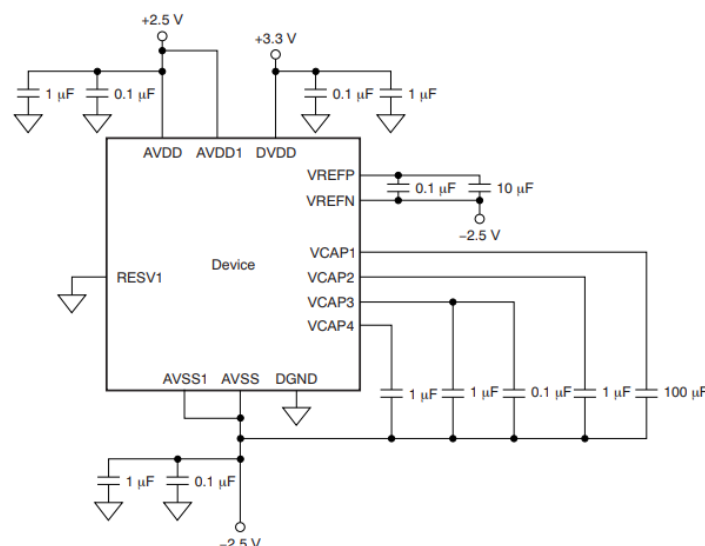 +2.5 V
+3.3 V
1 µF
0.1 µF
0.1 µF
1 µF
AVDD
AVDD1
DVDD
VREFP
0.1 µF
10 µF
VREFN
−2.5 V
VCAP1
RESV1
Device
VCAP2
VCAP3
VCAP4
AVSS1
AVSS
DGND
1 µF
1 µF
0.1 µF
1 µF
100 µF
1 µF
0.1 µF
−2.5 V